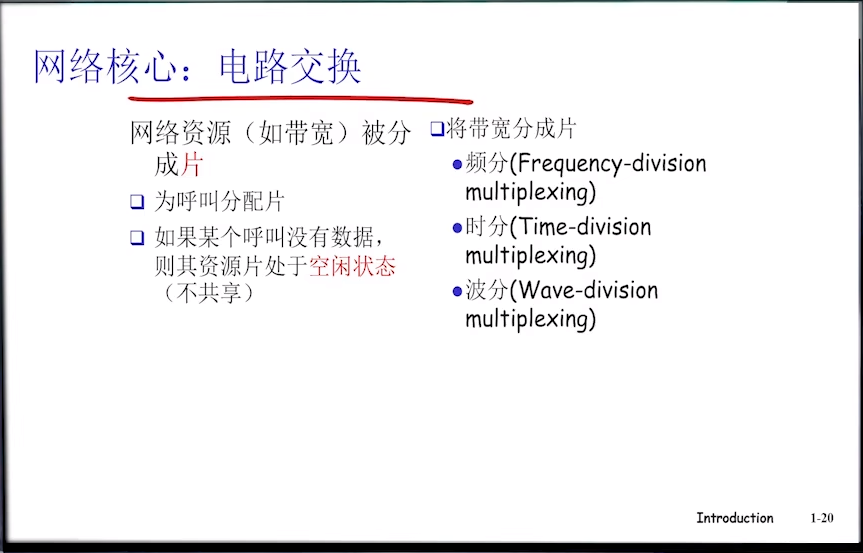 网络核心：电路交换
网络资源（如带宽）被分
成片
为呼叫分配片
如果某个呼叫没有数据，
则其资源片处于空闲状态
（不共享）
将带宽分成片
频分(Frequency-division
multiplexing)
时分(Time-division
multiplexing)
波分(Wave-division
multiplexing)
Introduction 1-20